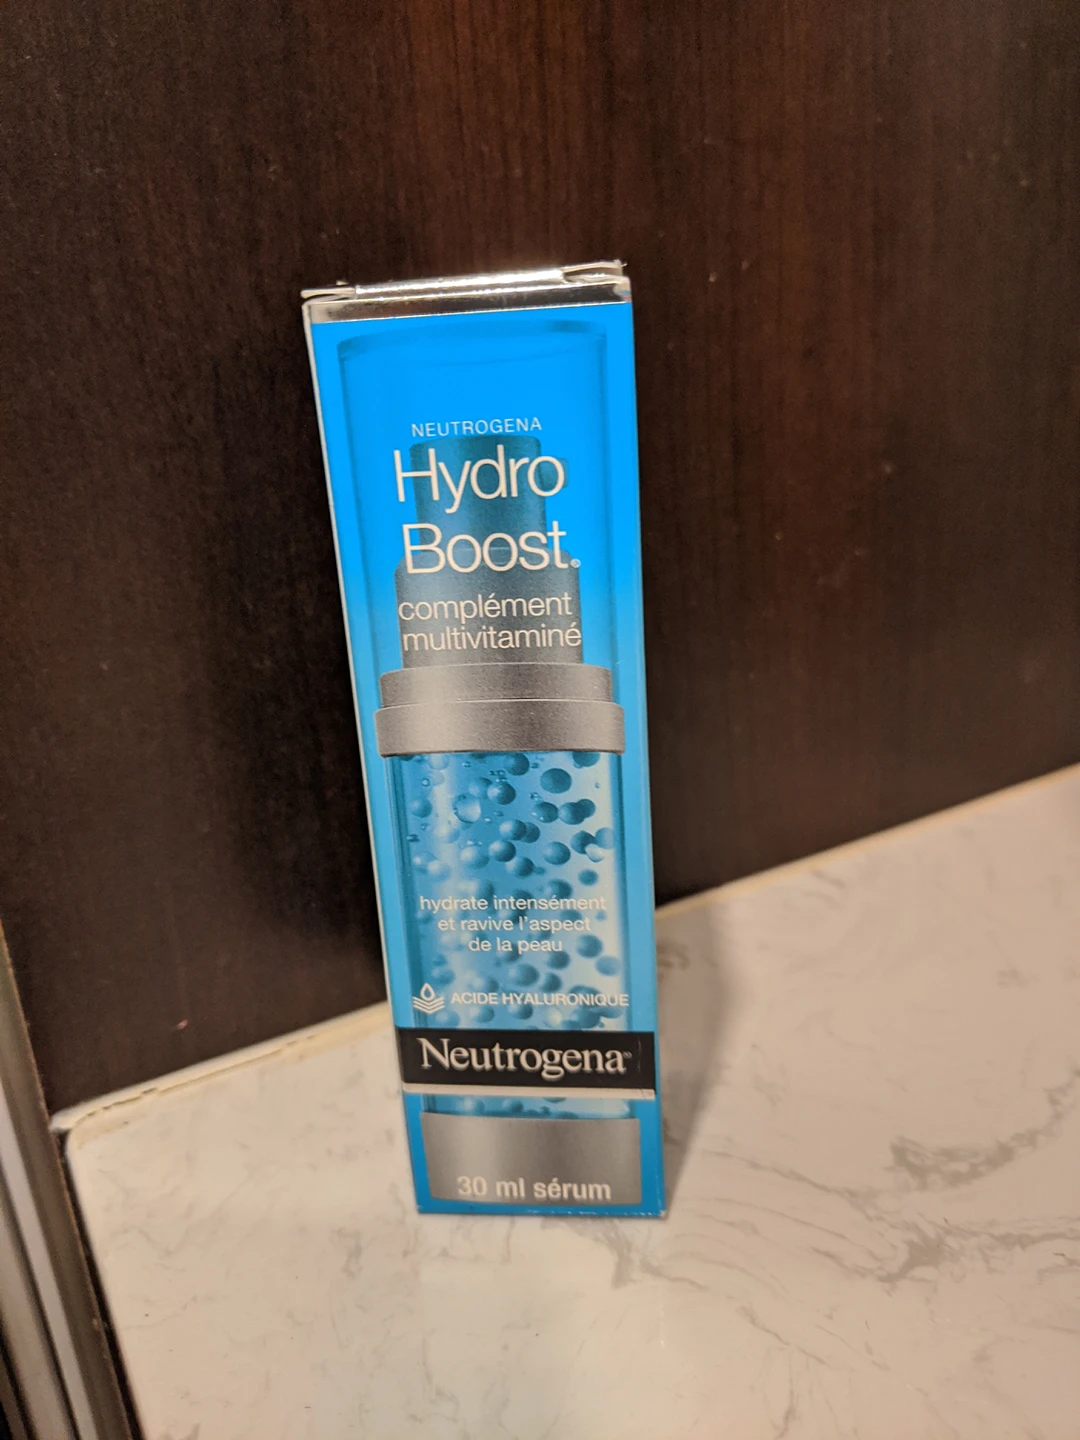 NEUTROGENA
Hydro
Boost®
complément
multivitaminé
hydrate intensément
et ravive l'aspect
de la peau
ACIDE HYALURONIQUE
Neutrogena®
30 ml sérum